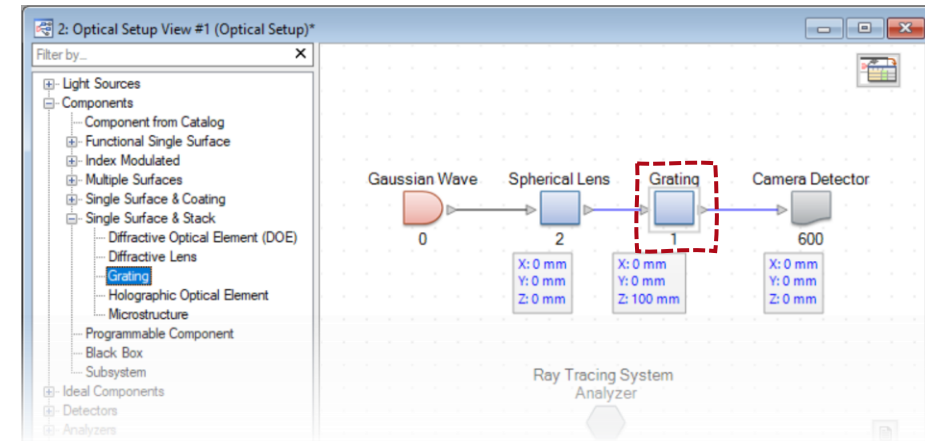 2: Optical Setup View #1 (Optical Setup)*
Filter by...
Light Sources
Components
Component from Catalog
Functional Single Surface
Index Modulated
Multiple Surfaces
Single Surface & Coating
Single Surface & Stack
Diffractive Optical Element (DOE)
Diffractive Lens
Grating
Holographic Optical Element
Microstructure
Programmable Component
Black Box
Subsystem
Ideal Components
Detectors
Analyzers
Gaussian Wave
0
Spherical Lens
2
X: 0 mm
Y: 0 mm
Z: 0 mm
Grating
1
X: 0 mm
Y: 0 mm
Z: 100 mm
Camera Detector
600
X: 0 mm
Y: 0 mm
Z: 0 mm
Ray Tracing System
Analyzer